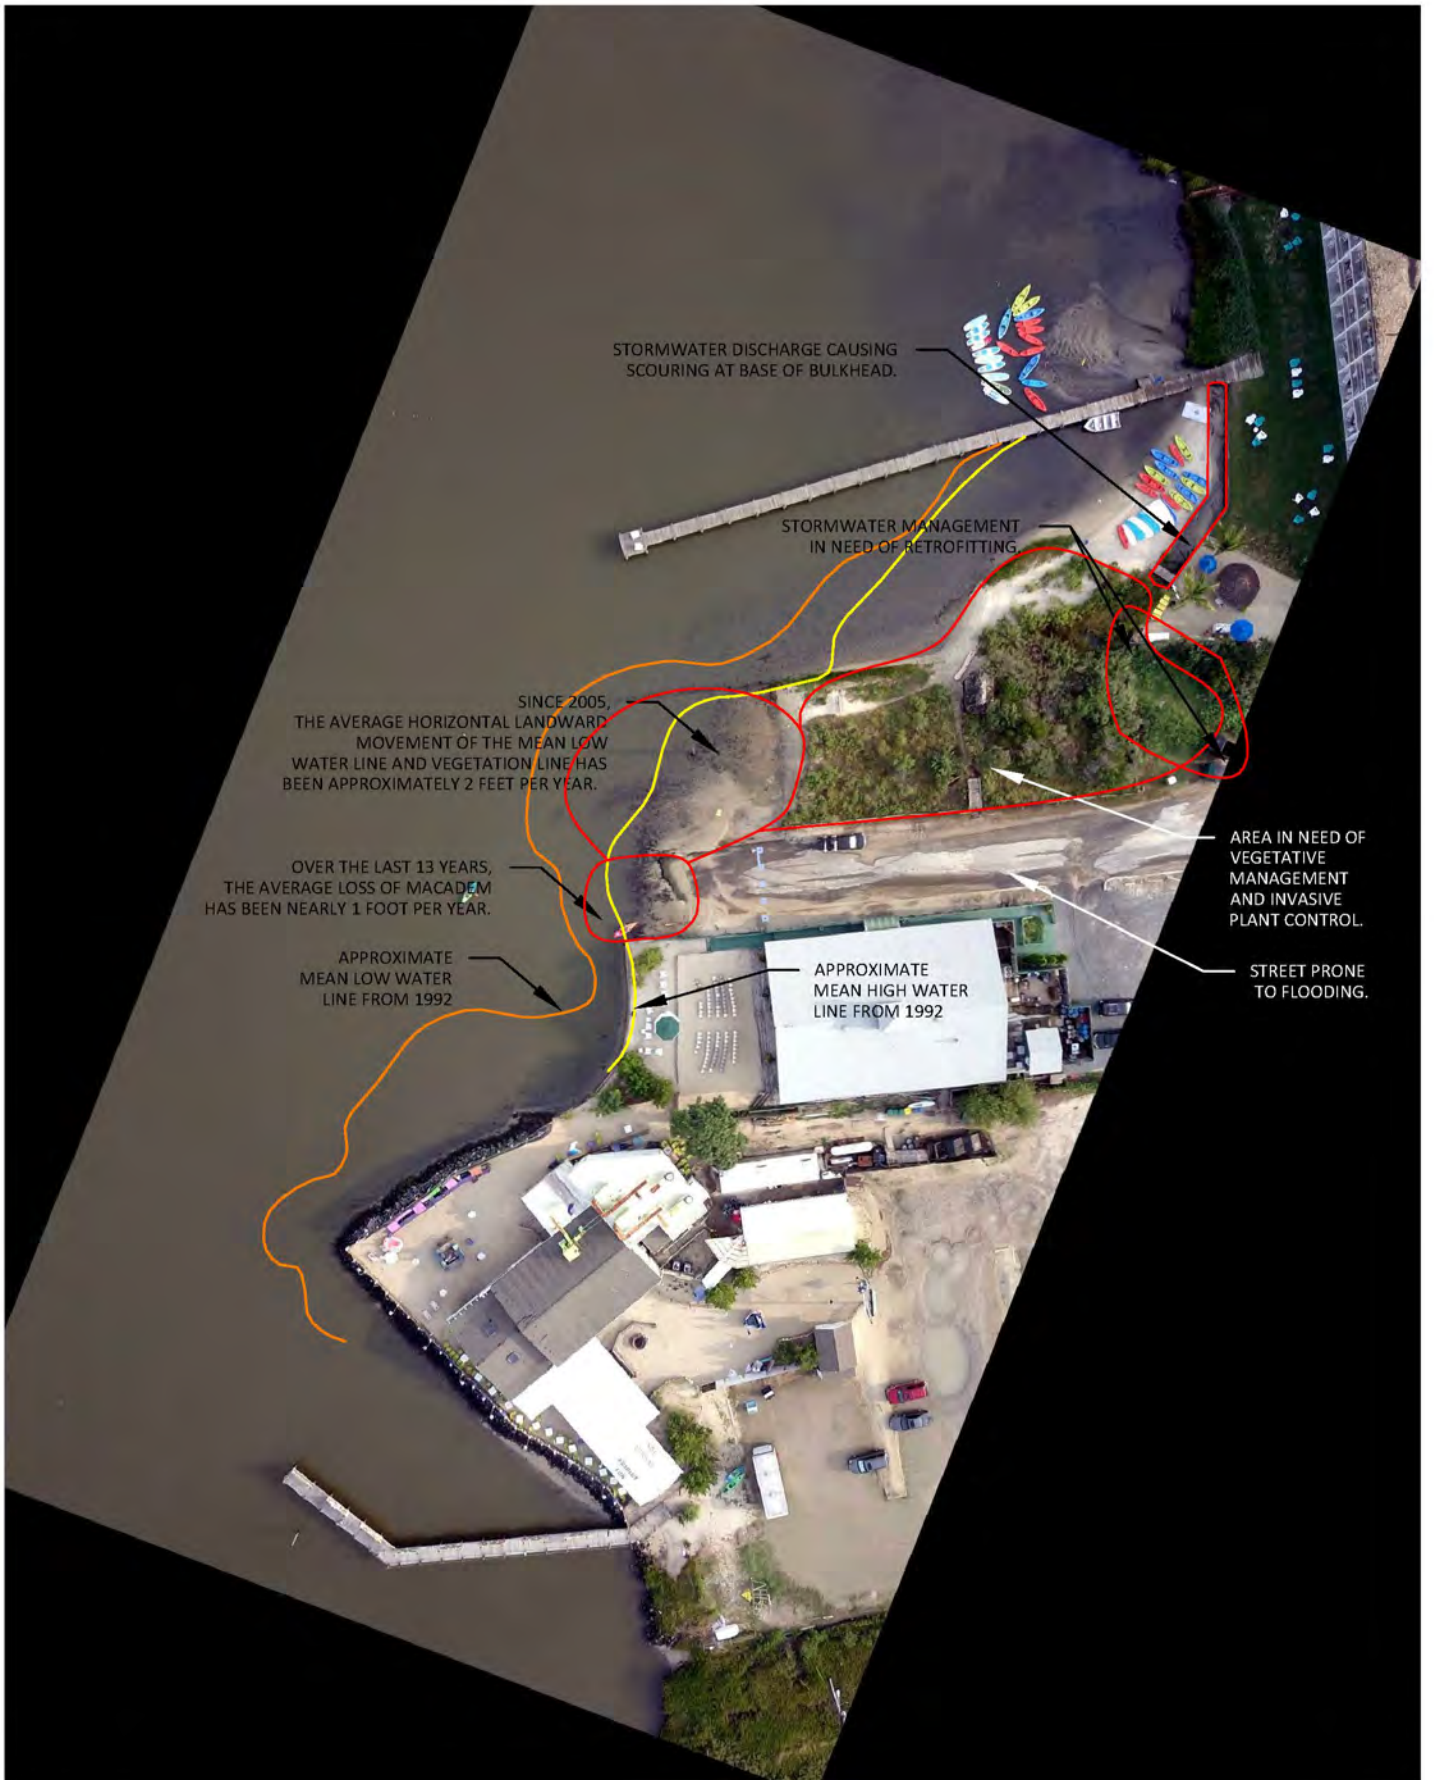 STORMWATER DISCHARGE CAUSING
SCOURING AT BASE OF BULKHEAD.
STORMWATER MANAGEMENT
IN NEED OF RETROFITTING.
SINCE 2005,
THE AVERAGE HORIZONTAL LANDWARD
MOVEMENT OF THE MEAN LOW
WATER LINE AND VEGETATION LINE HAS
BEEN APPROXIMATELY 2 FEET PER YEAR.
AREA IN NEED OF
VEGETATIVE
MANAGEMENT
AND INVASIVE
PLANT CONTROL.
OVER THE LAST 13 YEARS,
THE AVERAGE LOSS OF MACADEM
HAS BEEN NEARLY 1 FOOT PER YEAR.
APPROXIMATE
MEAN LOW WATER
LINE FROM 1992
APPROXIMATE
MEAN HIGH WATER
LINE FROM 1992
STREET PRONE
TO FLOODING.